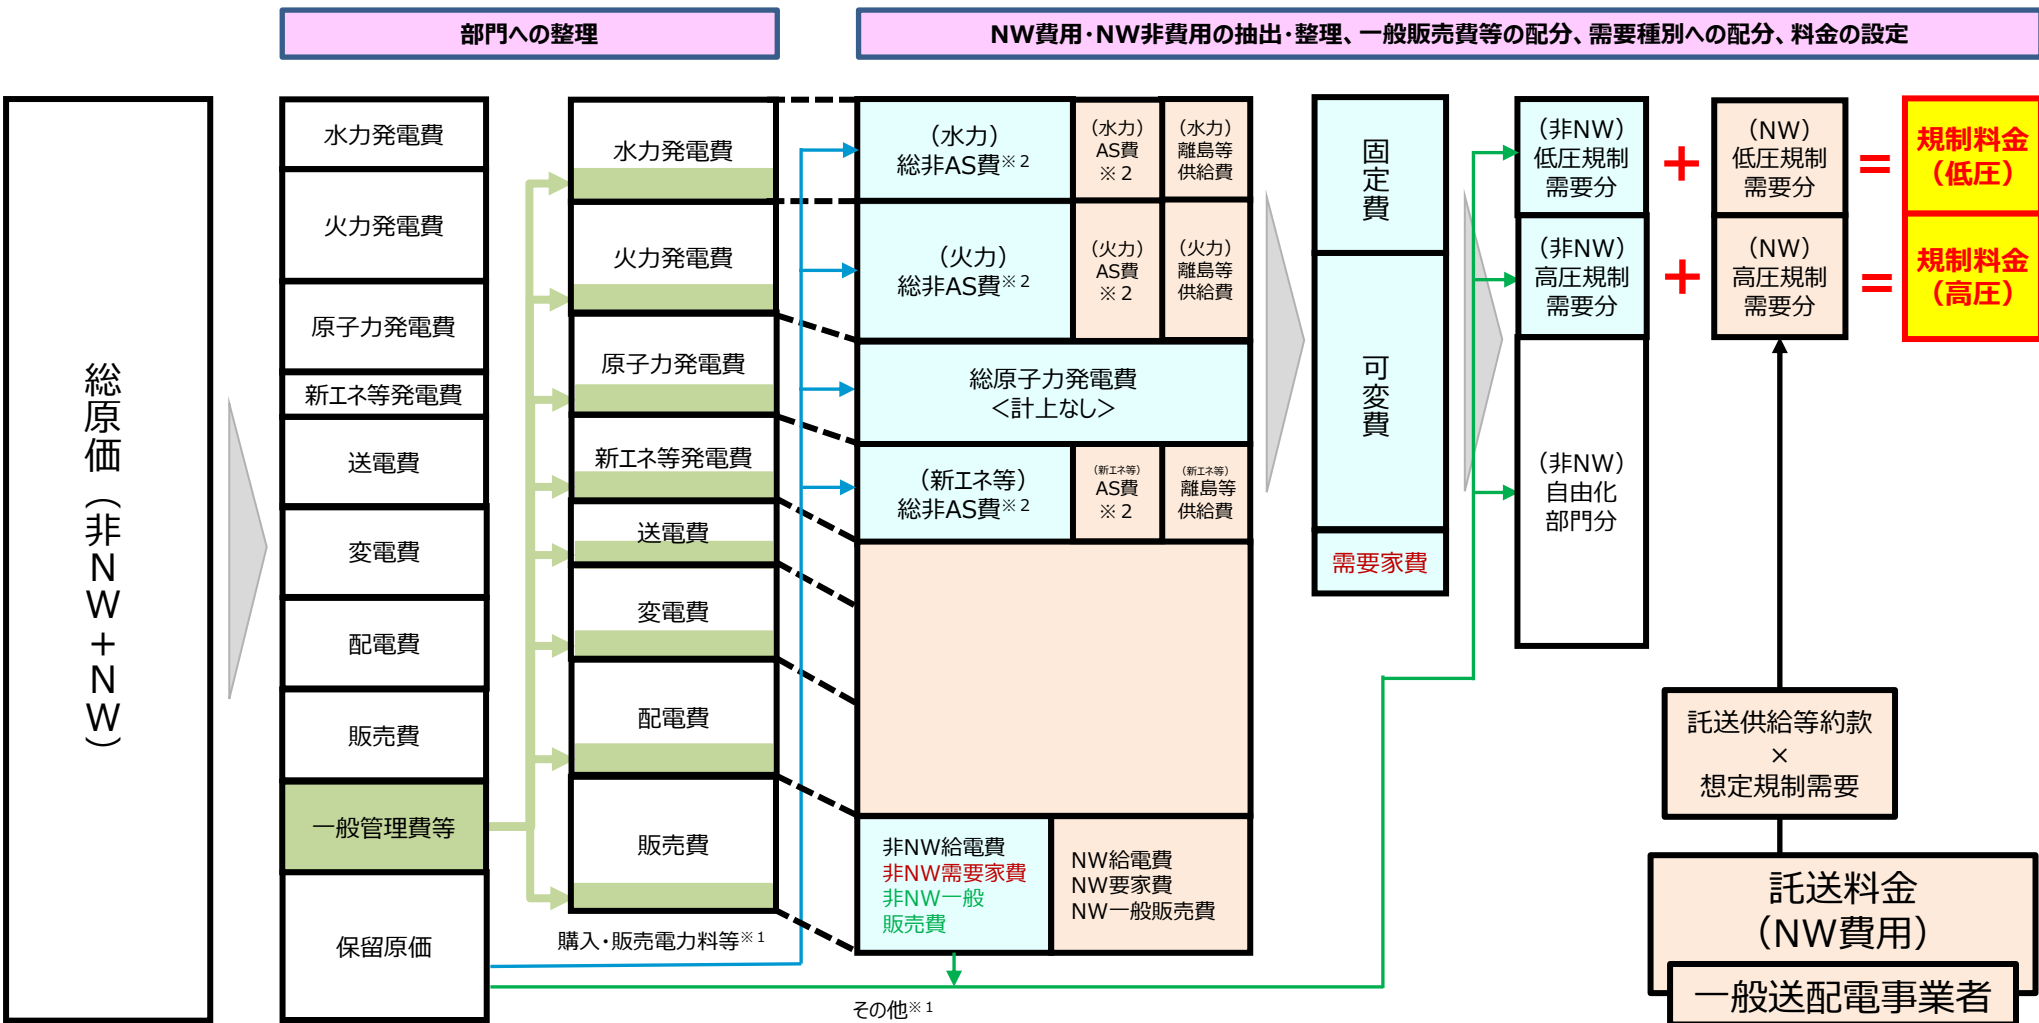 部門への整理
NW費用・NW非費用の抽出・整理、一般販売費等の配分、需要種別への配分、料金の設定
総原価（非NW＋NW）
水力発電費
火力発電費
原子力発電費
新エネ等発電費
送電費
変電費
配電費
販売費
一般管理費等
保留原価
水力発電費
火力発電費
原子力発電費
新エネ等発電費
送電費
変電費
配電費
販売費
購入・販売電力料等※1
その他※1
（水力）
総非AS費※2
（水力）
AS費
※2
（水力）
離島等
供給費
（火力）
総非AS費※2
（火力）
AS費
※2
（火力）
離島等
供給費
総原子力発電費
＜計上なし＞
（新エネ等）
総非AS費※2
（新エネ等）
AS費
※2
（新エネ等）
離島等
供給費
非NW給電費
非NW需要家費
非NW一般
販売費
NW給電費
NW要家費
NW一般販売費
固定費
可変費
需要家費
（非NW）
低圧規制
需要分
＋
（NW）
低圧規制
需要分
＝
規制料金
（低圧）
（非NW）
高圧規制
需要分
＋
（NW）
高圧規制
需要分
＝
規制料金
（高圧）
（非NW）
自由化
部門分
託送供給等約款
×
想定規制需要
託送料金
（NW費用）
一般送配電事業者